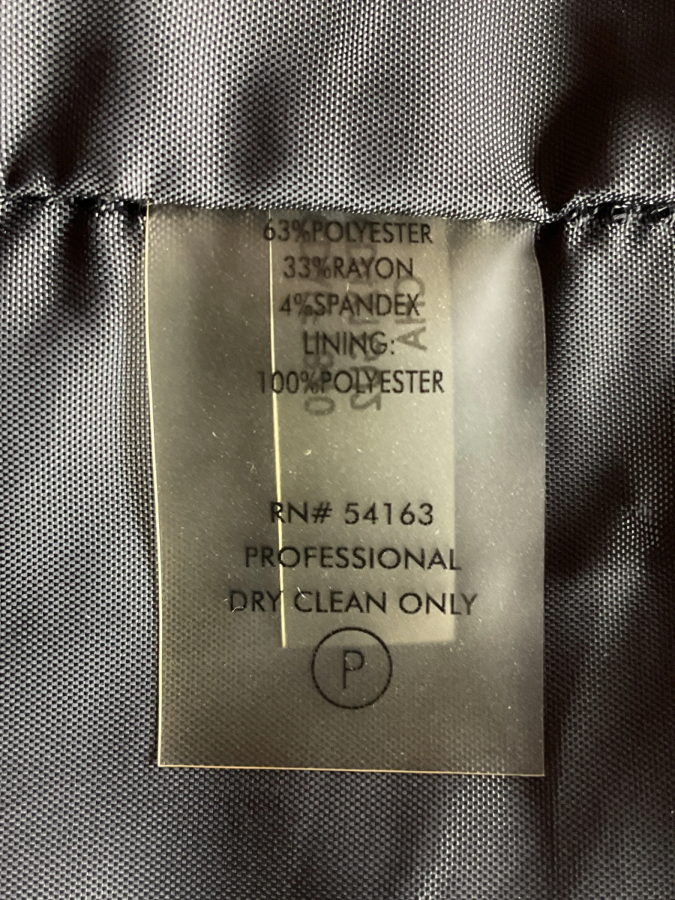 63%POLYESTER
33%RAYON
4%SPANDEX
LINING:
100%POLYESTER
RN# 54163
PROFESSIONAL
DRY CLEAN ONLY
P